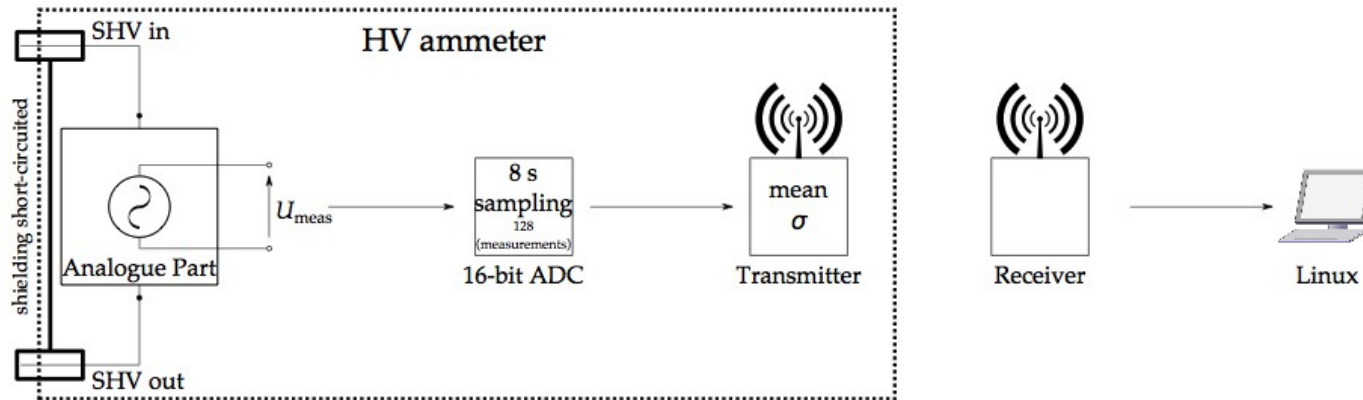 SHV in
HV ammeter
shielding short-circuited
Analogue Part
U_meas
8 s
sampling
128
(measurements)
16-bit ADC
mean
σ
Transmitter
Receiver
Linux
SHV out